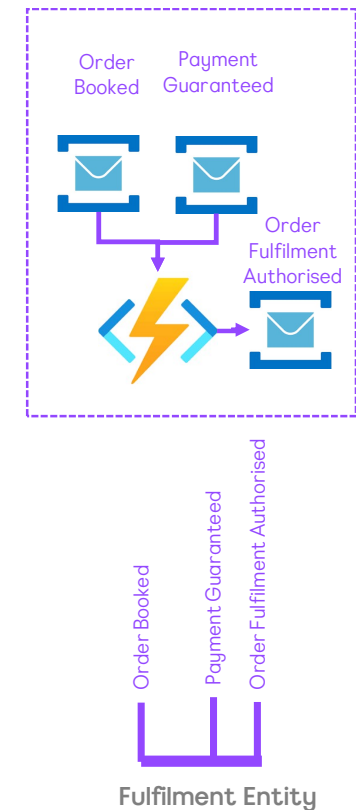 Order
Booked
Payment
Guaranteed
Order
Fulfilment
Authorised
Order Booked
Payment Guaranteed
Order Fulfilment Authorised
Fulfilment Entity